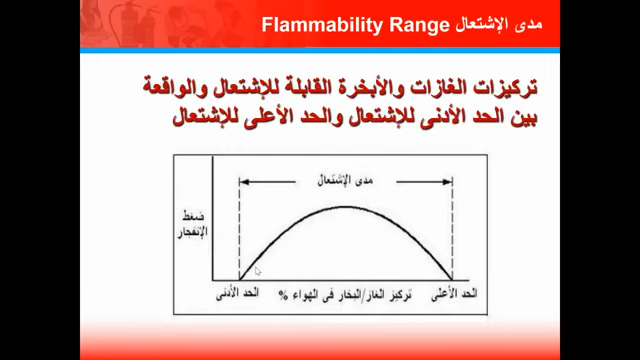 مدى الإشتعال Flammability Range
تركيزات الغازات والأبخرة القابلة للإشتعال والواقعة
بين الحد الأدنى للإشتعال والحد الأعلى للإشتعال
مدى الإشتعال
ضغط
الإنفجار
الحد الأدنى
تركيز الغاز/البخار فى الهواء %
الحد الأعلى